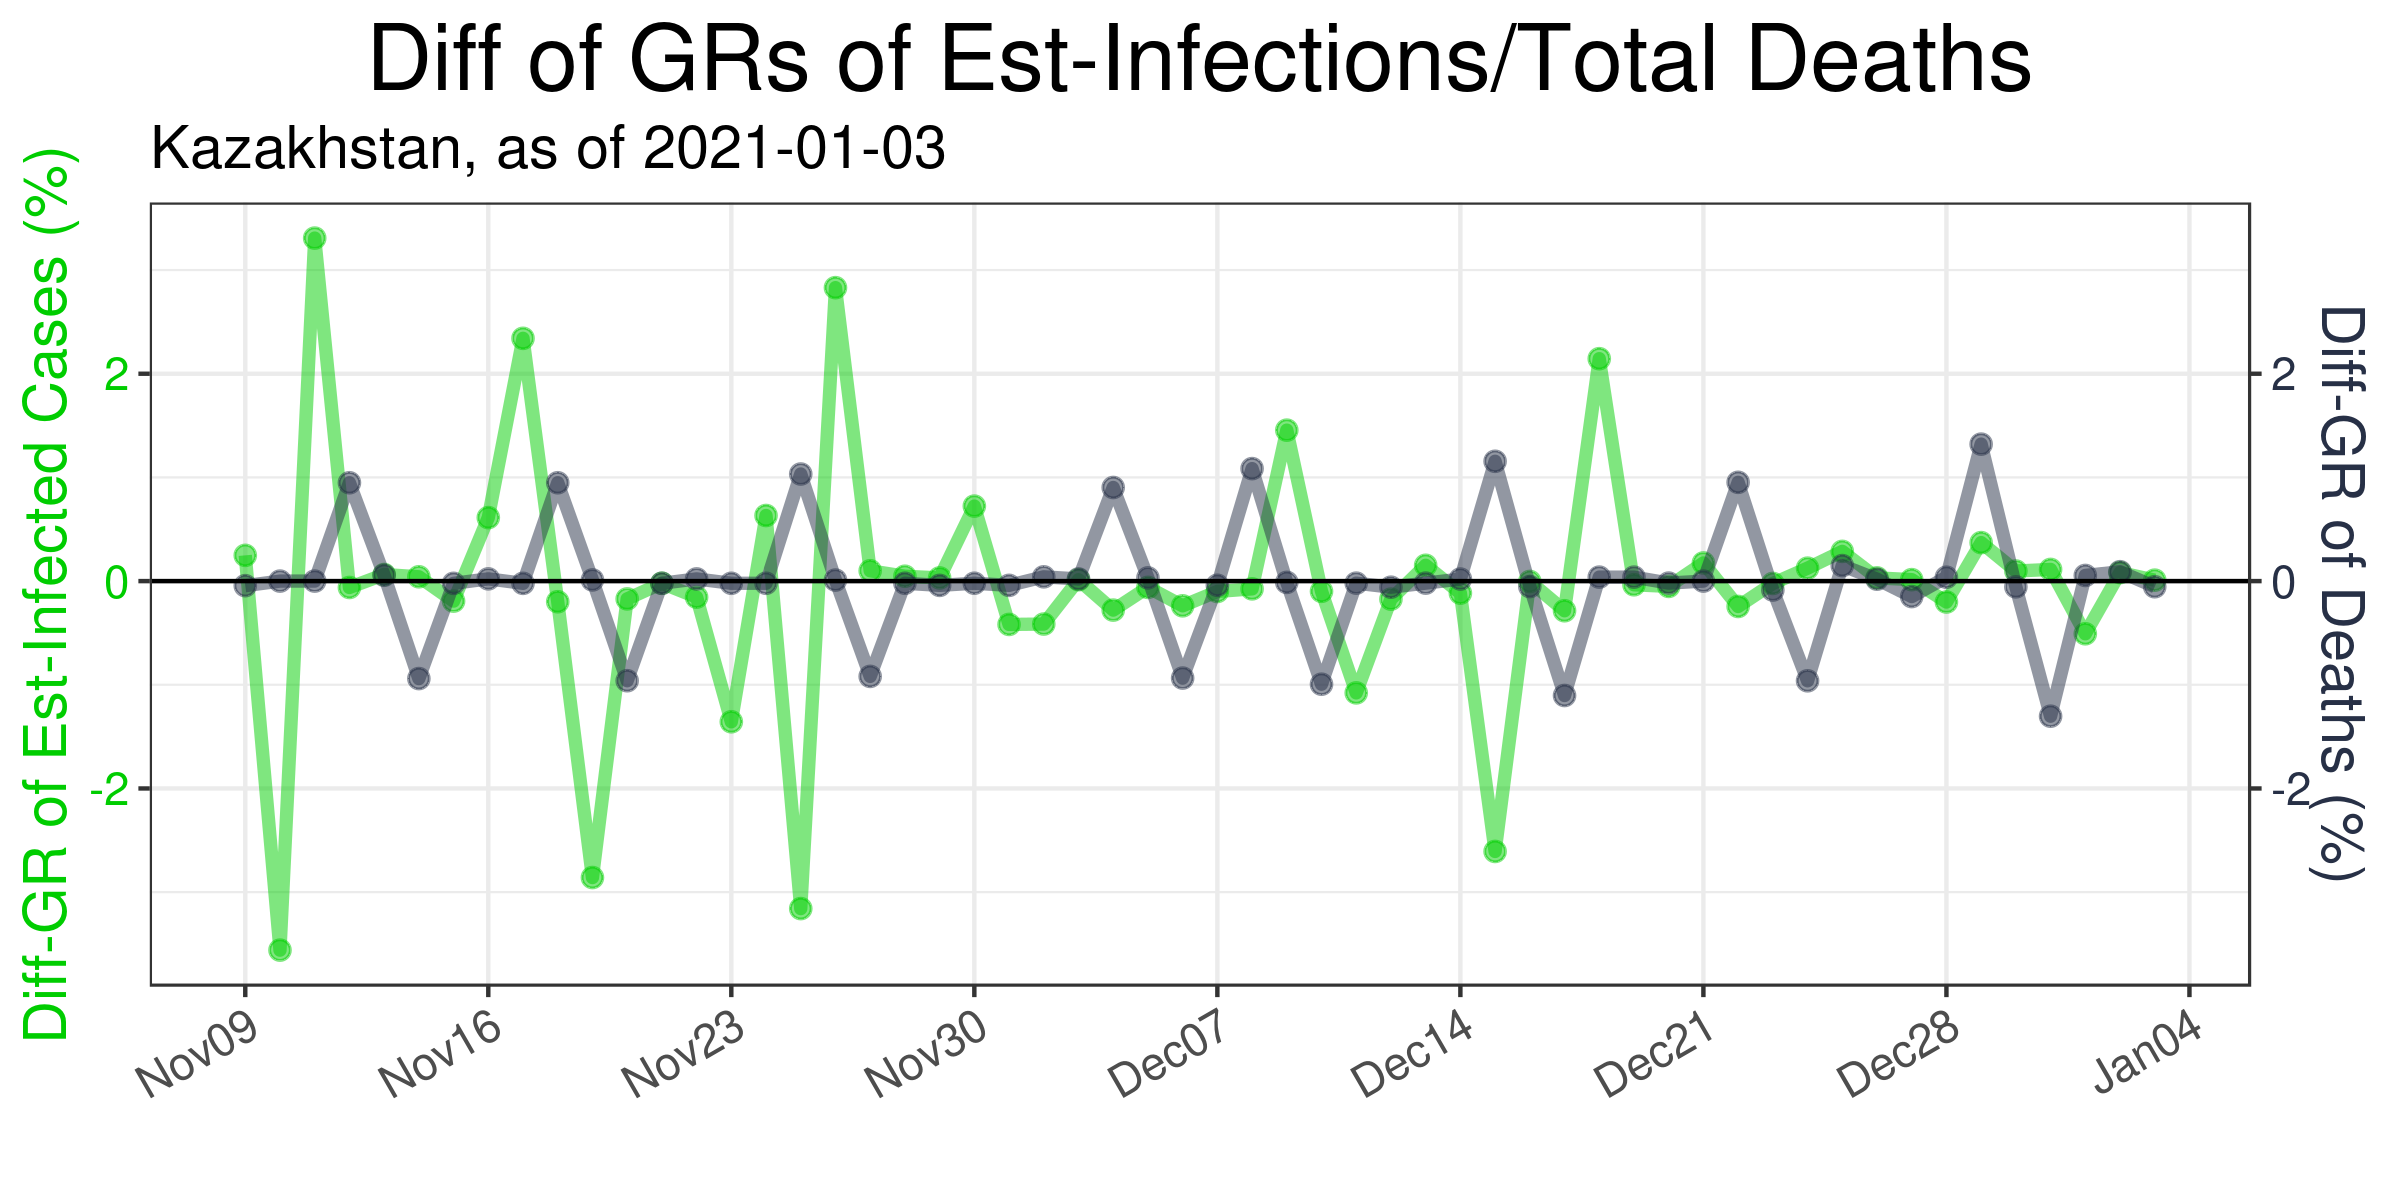 Diff of GRs of Est-Infections/Total Deaths
Kazakhstan, as of 2021-01-03
Diff-GR of Est-Infected Cases (%)
2
0
-2
2
0
-2
Diff-GR of Deaths (%)
Nov09
Nov16
Nov23
Nov30
Dec07
Dec14
Dec21
Dec28
Jan04